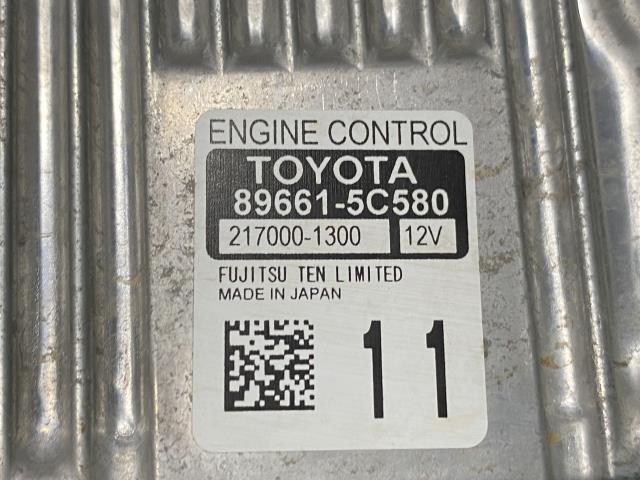 ENGINE CONTROL
TOYOTA
89661-5C580
217000-1300 12V
FUJITSU TEN LIMITED
MADE IN JAPAN
11